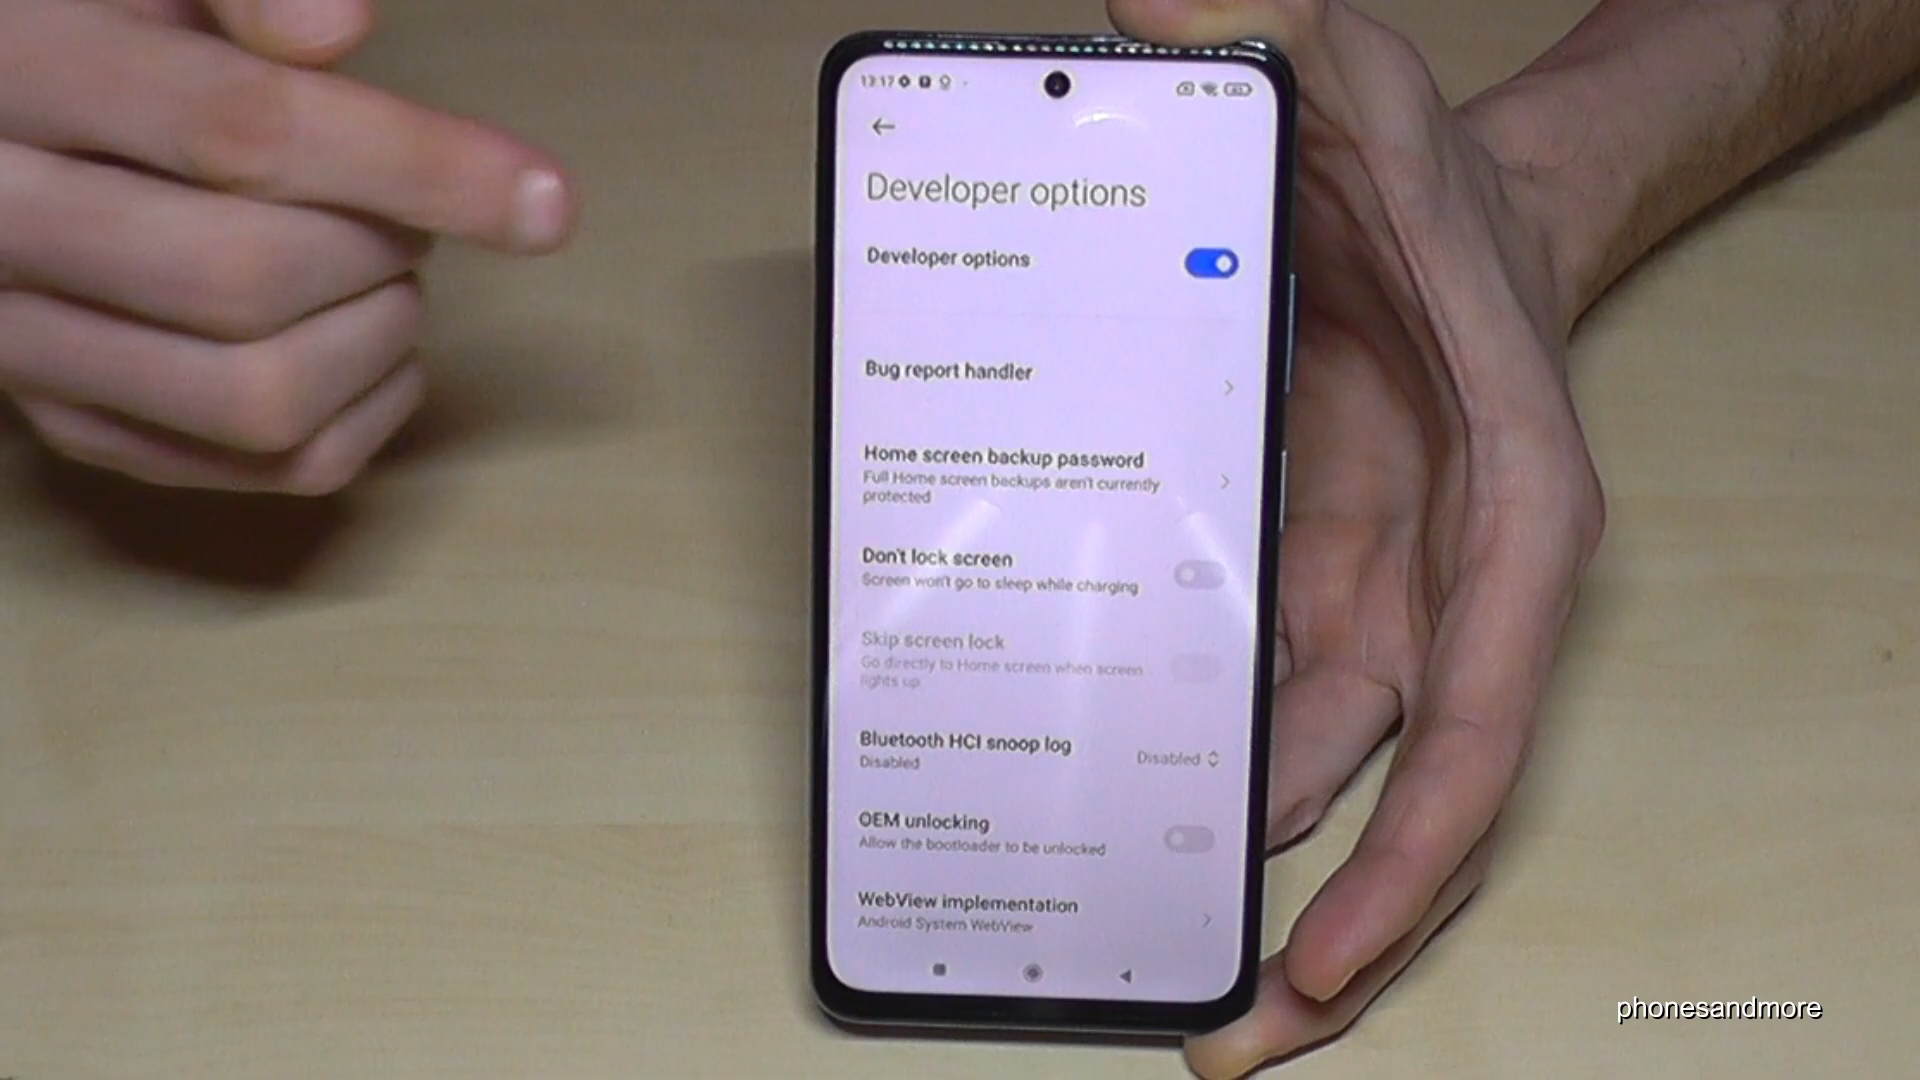 13:17
Developer options
Developer options
Bug report handler
Home screen backup password
Full Home screen backups aren't currently
protected
Don't lock screen
Screen won't go to sleep while charging
Skip screen lock
Go directly to Home screen when screen
lights up
Bluetooth HCI snoop log
Disabled
Disabled
OEM unlocking
Allow the bootloader to be unlocked
WebView implementation
Android System WebView
phonesandmore